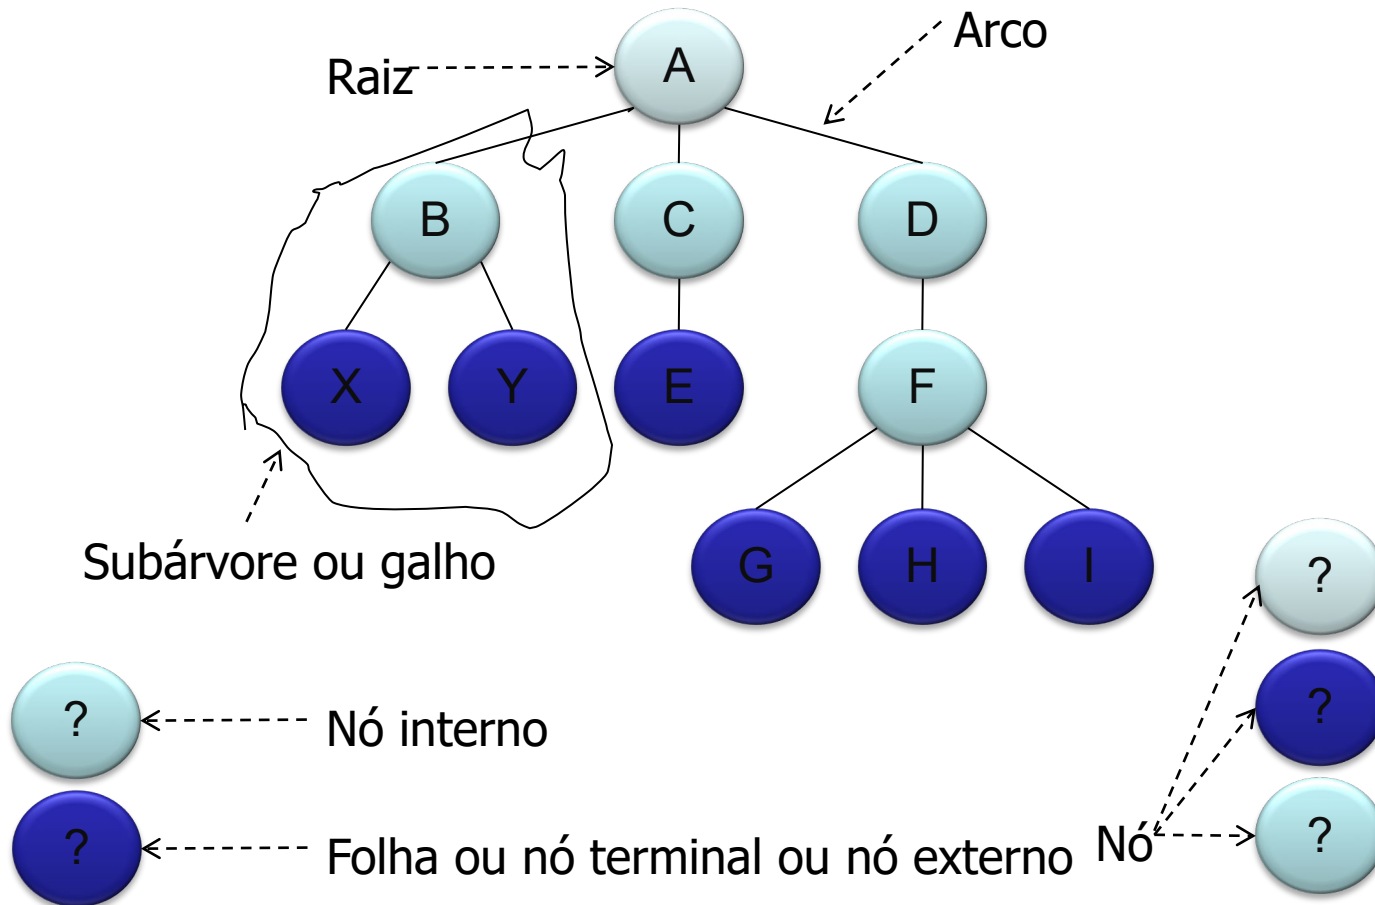 Arco
Raiz
A
B
C
D
X
Y
E
F
Subárvore ou galho
G
H
I
?
?
Nó interno
?
?
Folha ou nó terminal ou nó externo
Nó
?